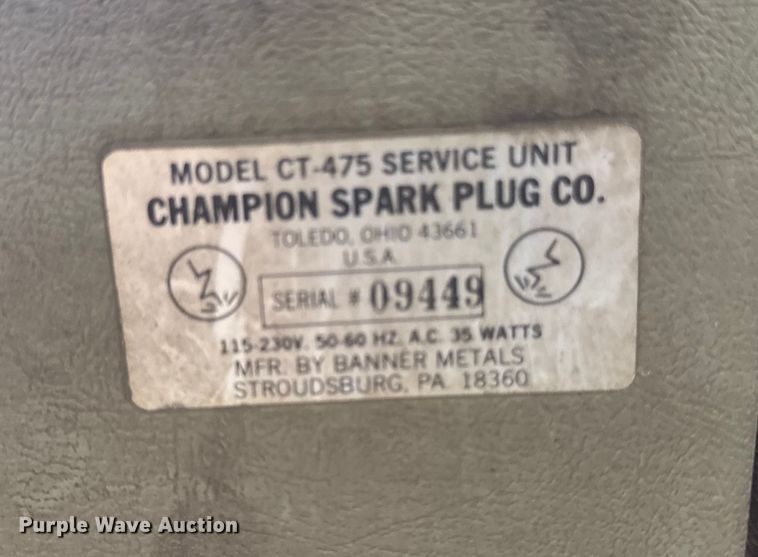 MODEL CT-475 SERVICE UNIT
CHAMPION SPARK PLUG CO.
TOLEDO, OHIO 43661
U.S.A.
SERIAL # 09449
115-230V. 50-60 HZ. A.C. 35 WATTS
MFR. BY BANNER METALS
STROUDSBURG, PA. 18360
Purple Wave Auction